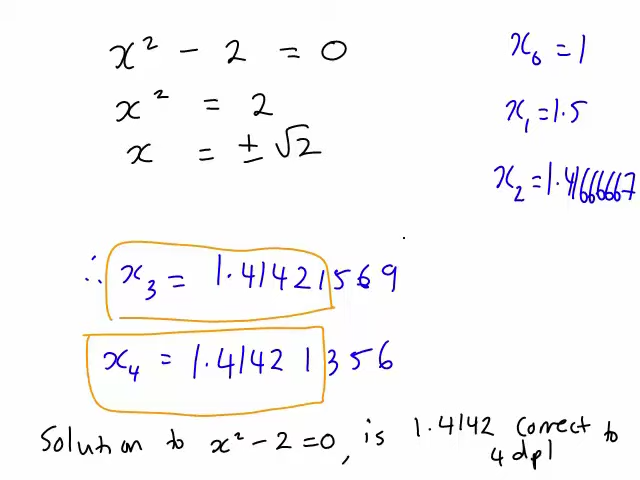 x² - 2 = 0
x² = 2
x = ±√2
x₀ = 1
x₁ = 1.5
x₂ = 1.41666667
∴ x₃ = 1.41421569
x₄ = 1.41421356
Solution to x² - 2 = 0, is 1.4142 correct to
4 dpl